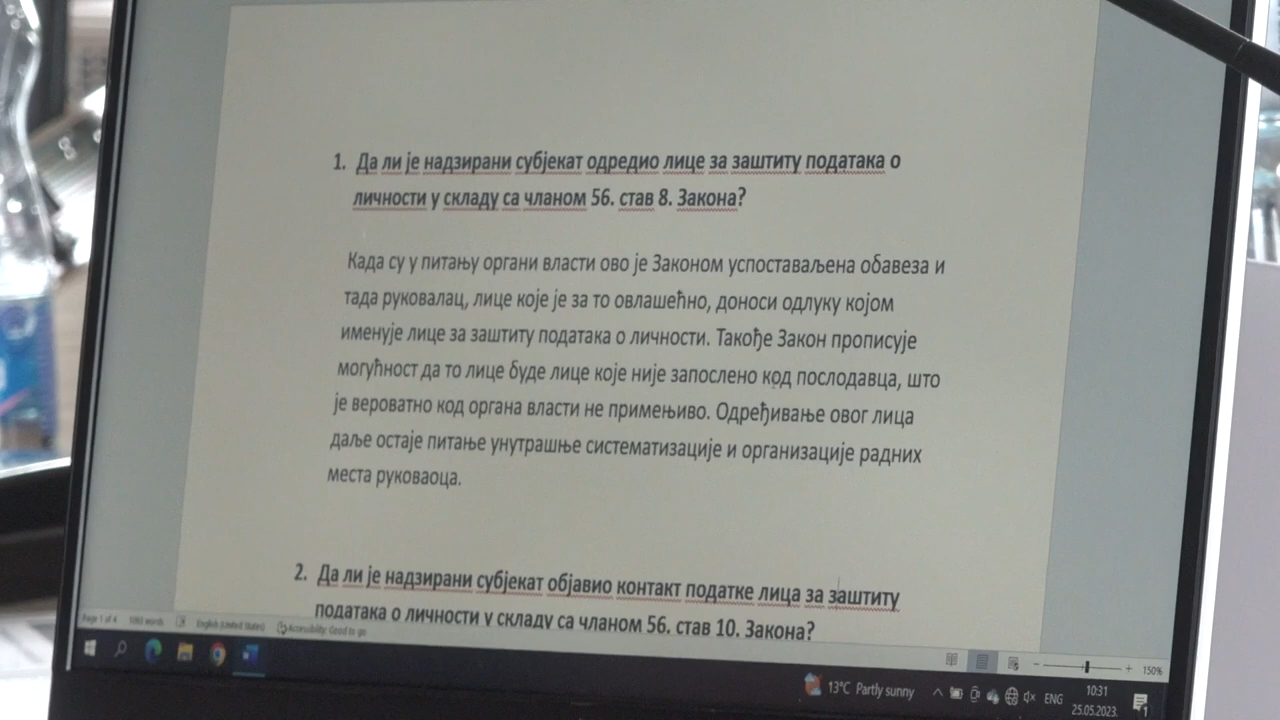 1. Да ли је надзирани субјекат одредио лице за заштиту података о
личности у складу са чланом 56. став 8. Закона?
Када су у питању органи власти ово је Законом успоставаљена обавеза и
тада руковалац, лице које је за то овлашећно, доноси одлуку којом
именује лице за заштиту података о личности. Такође Закон прописује
могућност да то лице буде лице које није запослено код послодавца, што
је вероватно код органа власти не примењиво. Одређивање овог лица
даље остаје питање унутрашње систематизације и организације радних
места руковаоца.
2. Да ли је надзирани субјекат објавио контакт податке лица за заштиту
података о личности у складу са чланом 56. став 10. Закона?
Page 1 of 4 1093 words English (United States) Accessibility: Good to go
150%
13°C Partly sunny
ENG
10:31
25.05.2023.
1